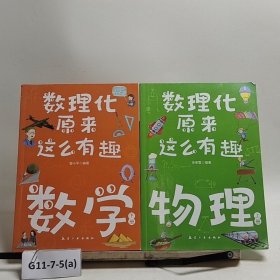 数理化
原来
这么有趣
数学
数理化
原来
这么有趣
物理
G11-7-5(a)